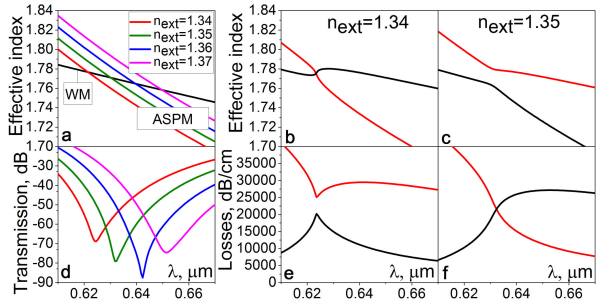 n_ext=1.34
n_ext=1.35
n_ext=1.36
n_ext=1.37
WM
ASPM
a
Effective index
1.84
1.82
1.80
1.78
1.76
1.74
1.72
1.70
n_ext=1.34
b
Effective index
1.84
1.82
1.80
1.78
1.76
1.74
1.72
1.70
n_ext=1.35
c
Transmission, dB
-30
-40
-50
-60
-70
-80
-90
d
λ, μm
0.62
0.64
0.66
Losses, dB/cm
35000
30000
25000
20000
15000
10000
5000
0
e
λ, μm
0.62
0.64
0.66
f
λ, μm
0.62
0.64
0.66